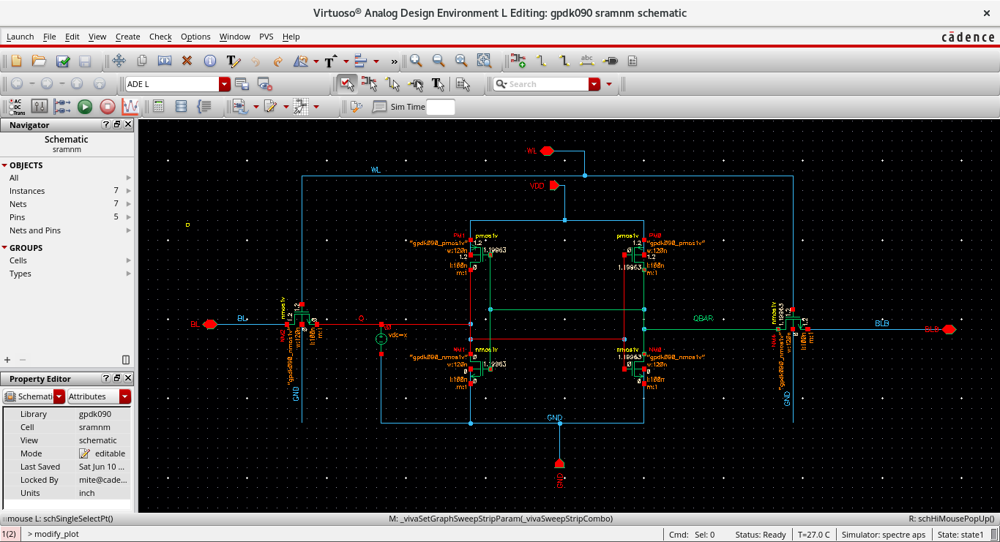 Virtuoso® Analog Design Environment L Editing: gpdk090 sramnm schematic
Launch File Edit View Create Check Options Window PVS Help
cādence
T T abc
»
ADE L
T
Search
AC
DC
Trans
Sim Time
Navigator
Schematic
sramnm
OBJECTS
All
Instances 7
Nets 7
Pins 5
Nets and Pins
GROUPS
Cells
Types
Property Editor
Schemati Attributes
Library gpdk090
Cell sramnm
View schematic
Mode editable
Last Saved Sat Jun 10 ...
Locked By mite@cade...
Units inch
WL
WL
VDD
PM1 pmos1v
"gpdk090_pmos1v"
1.2
w:120n
1.19963
1.2
0
l:100n
m:1
pmos1v PM0
1.2
"gpdk090_pmos1v"
0
w:120n
1.2
1.19963
l:100n
m:1
BL
BL
nmos1v
1.2
1.2
0
NM2
"gpdk090_nmos1v"
w:120n
0
l:100n
m:1
GND
Q
V0
vdc=x
NM1 nmos1v
0
"gpdk090_nmos1v"
w:120n
1.19963
0
l:100n
0
m:1
nmos1v NM0
1.19963
"gpdk090_nmos1v"
0
w:120n
0
l:100n
0
m:1
QBAR
nmos1v
1.19963
1.2
1.2
NM4
"gpdk090_nmos1v"
w:120n
0
l:100n
m:1
GND
BLB
BLB
GND
GND
mouse L: schSingleSelectPt() M: _vivaSetGraphSweepStripParam(_vivaSweepStripCombo) R: schHiMousePopUp()
1(2) > modify_plot Cmd: Sel: 0 Status: Ready T=27.0 C Simulator: spectre aps State: state1